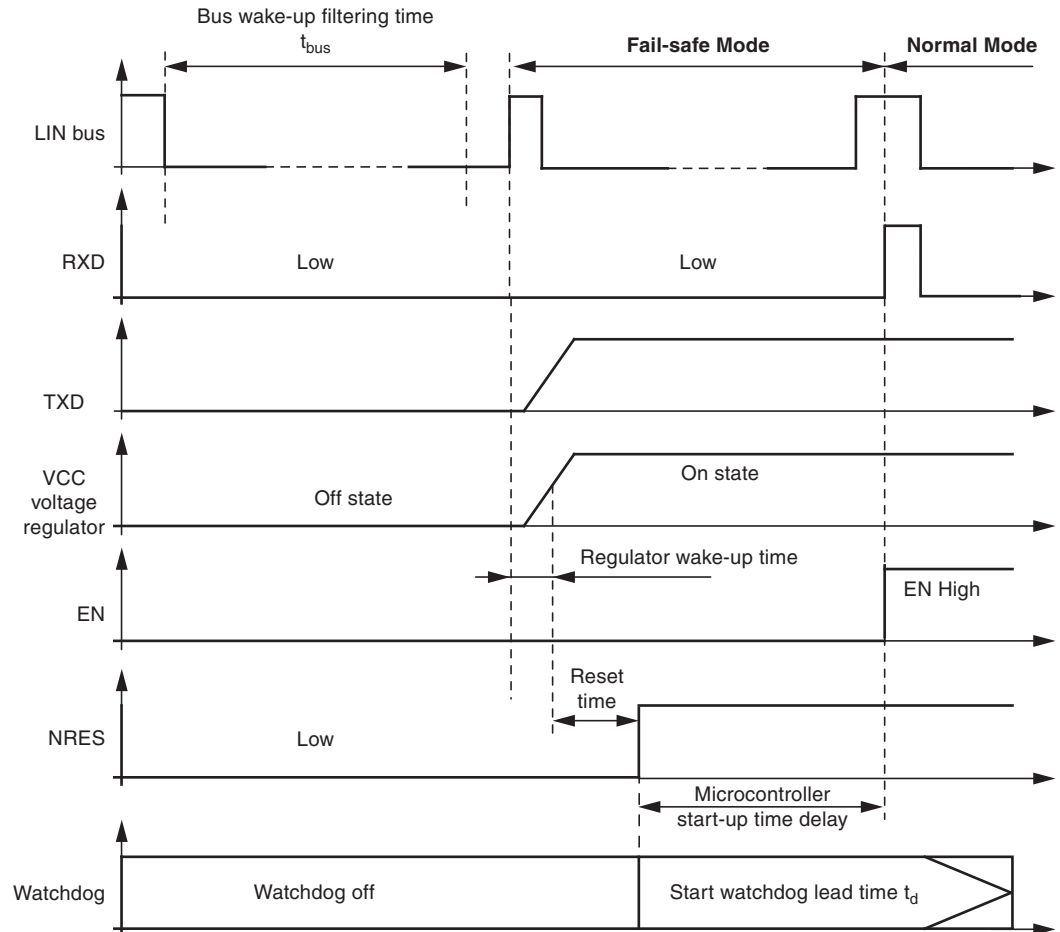 Bus wake-up filtering time
t_bus
Fail-safe Mode
Normal Mode
LIN bus
RXD
Low
Low
TXD
VCC
voltage
regulator
Off state
On state
Regulator wake-up time
EN
EN High
Reset
time
NRES
Low
Microcontroller
start-up time delay
Watchdog
Watchdog off
Start watchdog lead time t_d